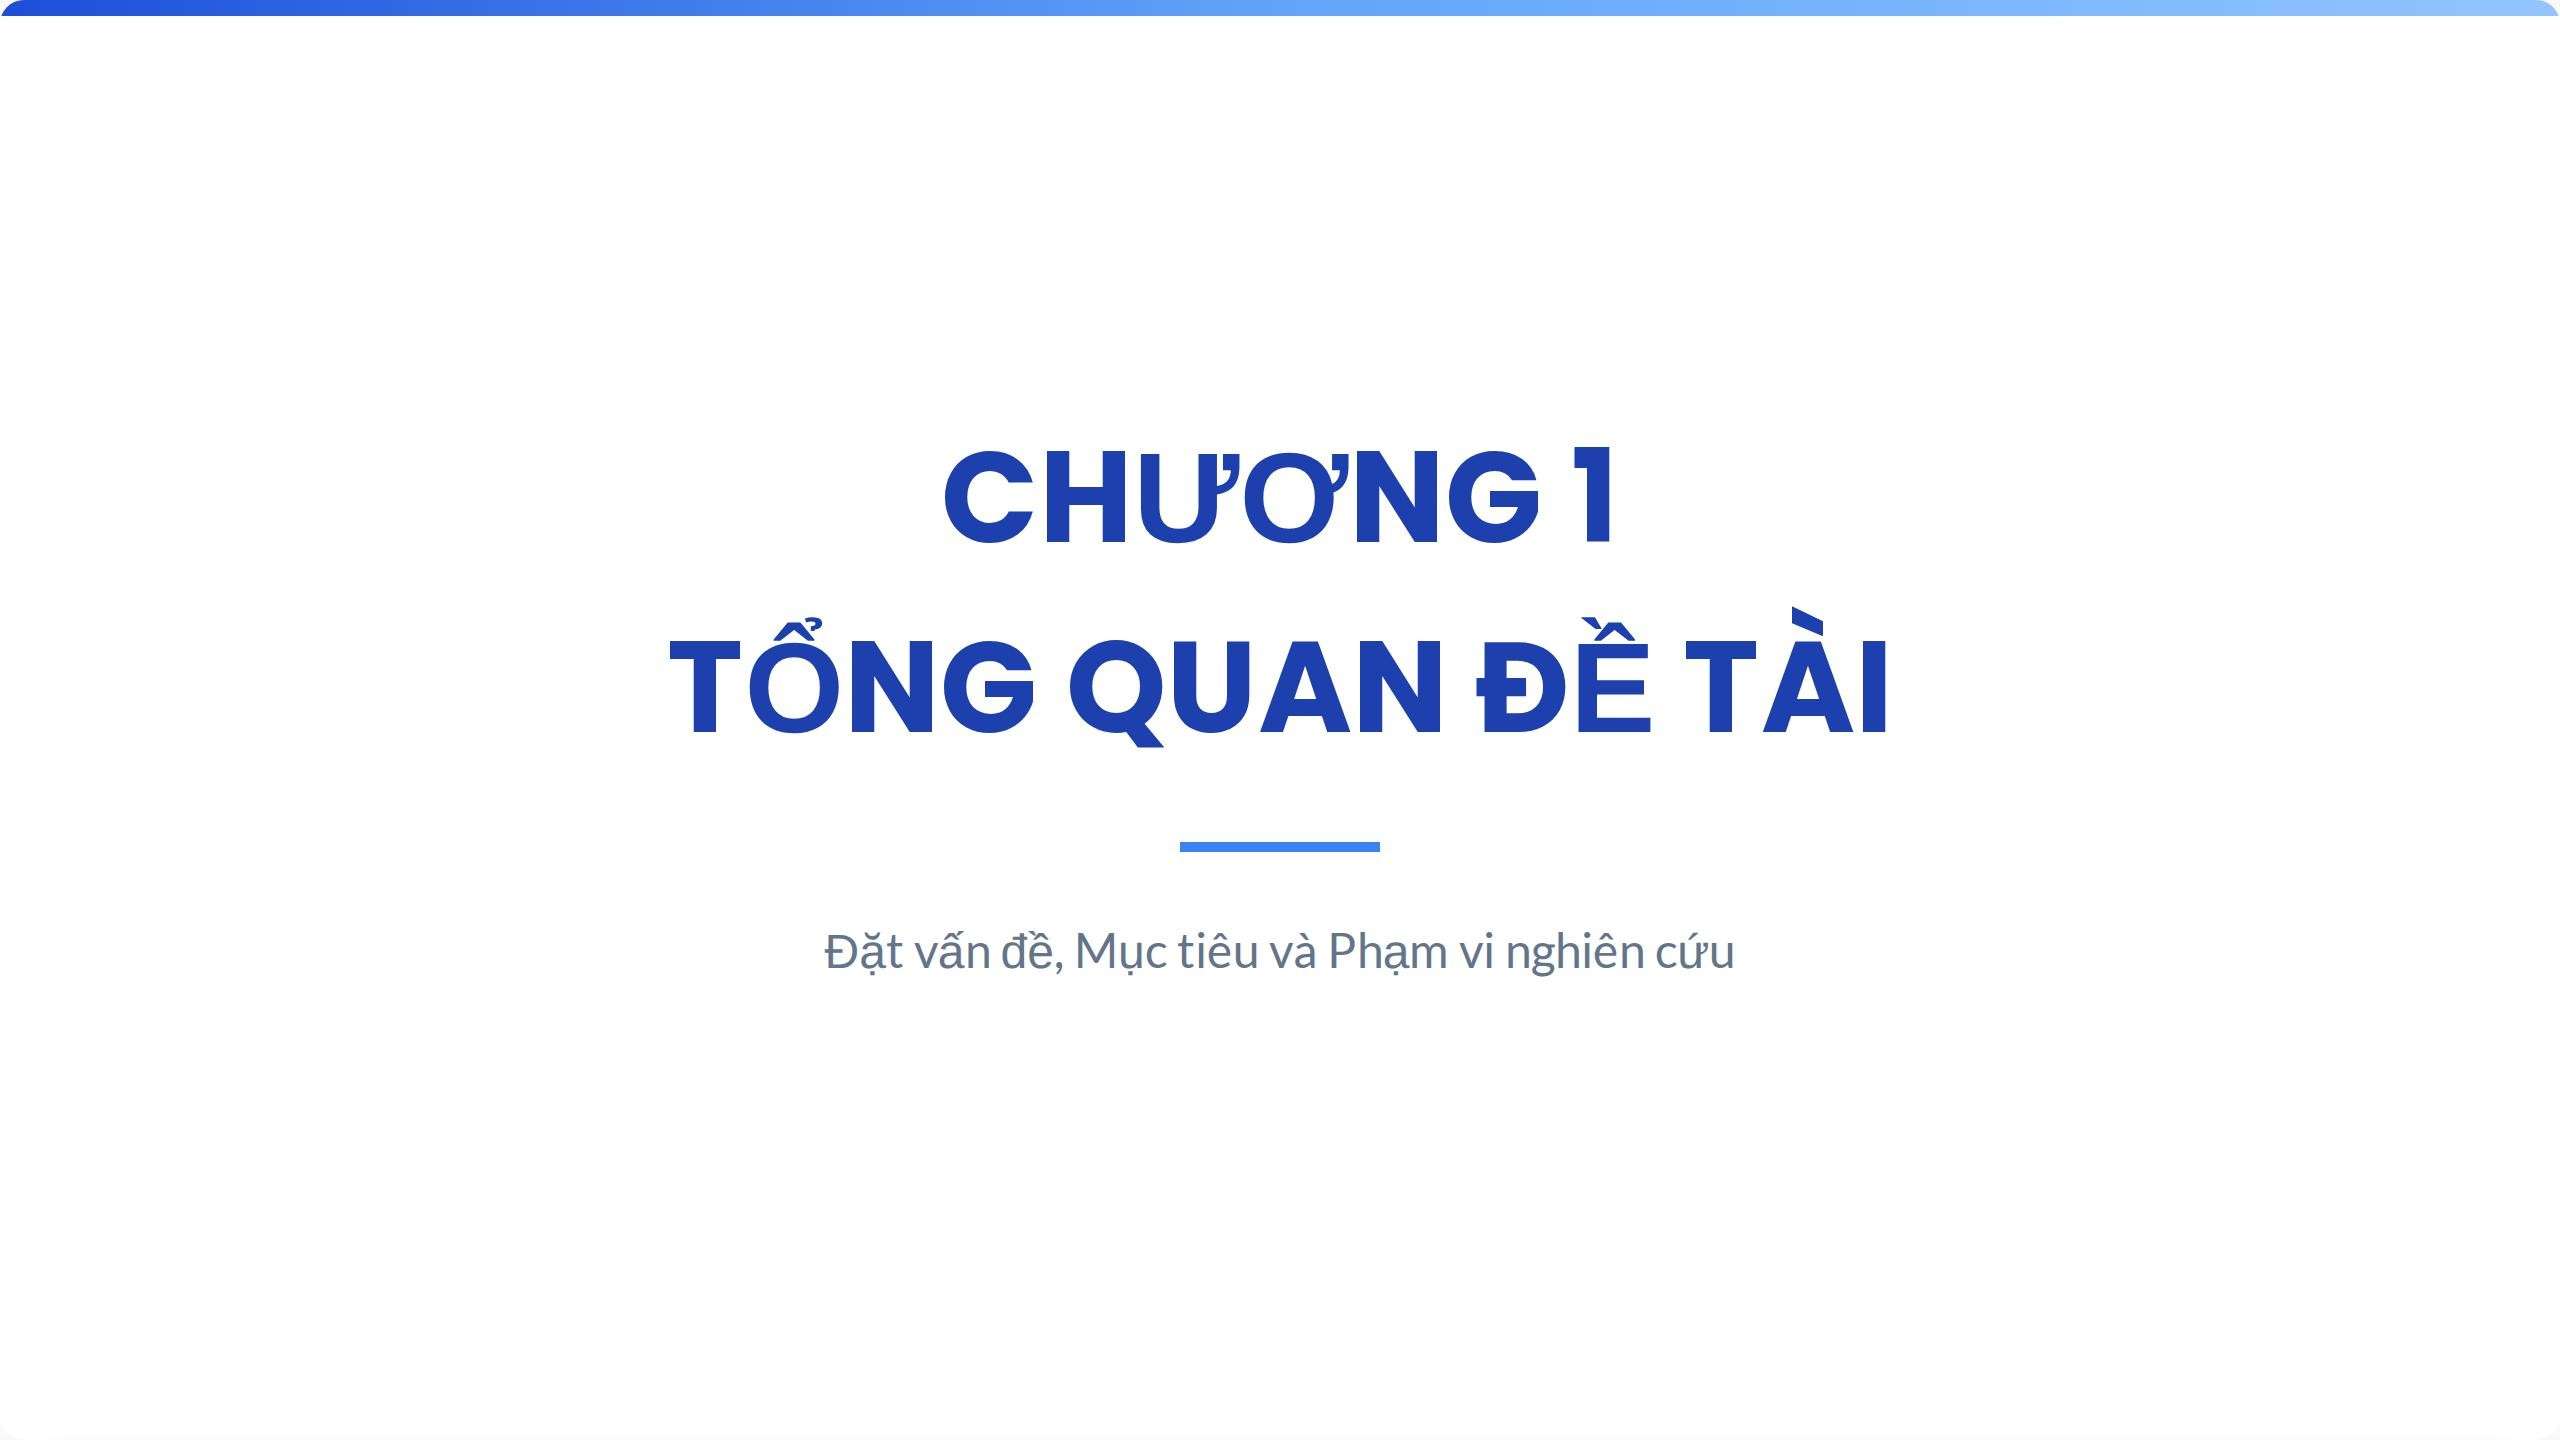 CHƯƠNG 1
TỔNG QUAN ĐỀ TÀI
Đặt vấn đề, Mục tiêu và Phạm vi nghiên cứu